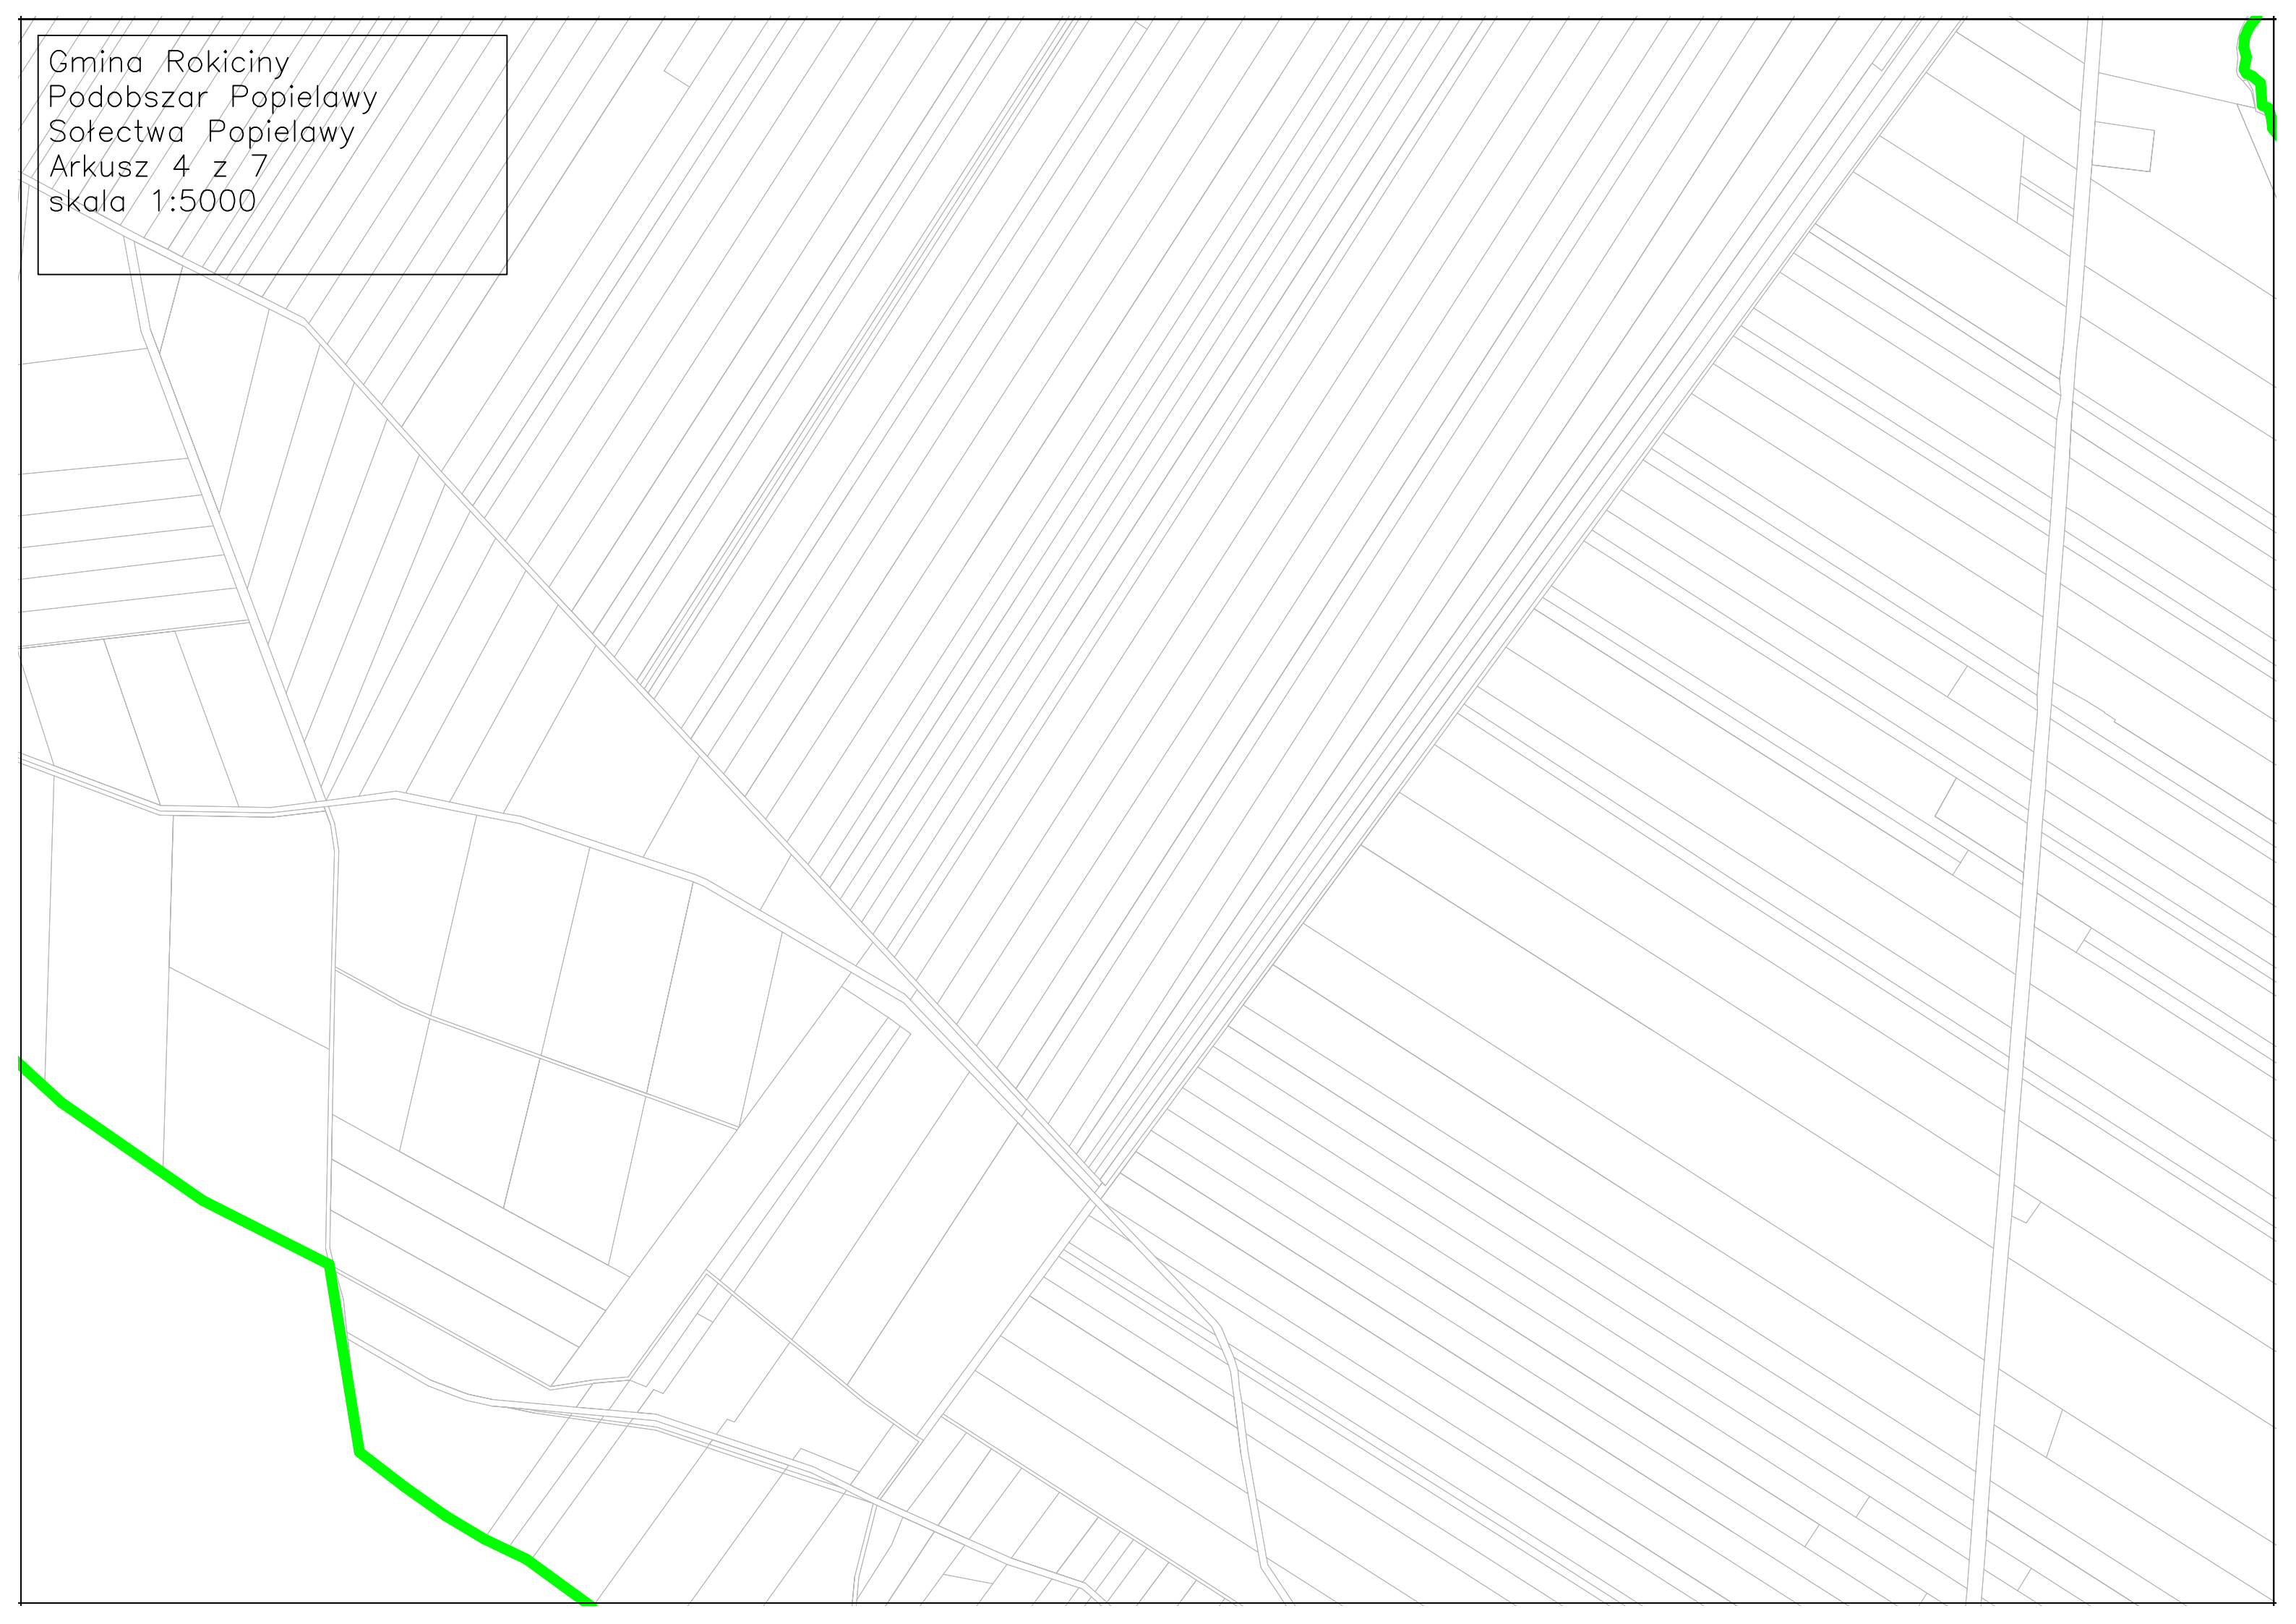 Gmina Rokiciny
Podobszar Popielawy
Sołectwa Popielawy
Arkusz 4 z 7
skala 1:5000